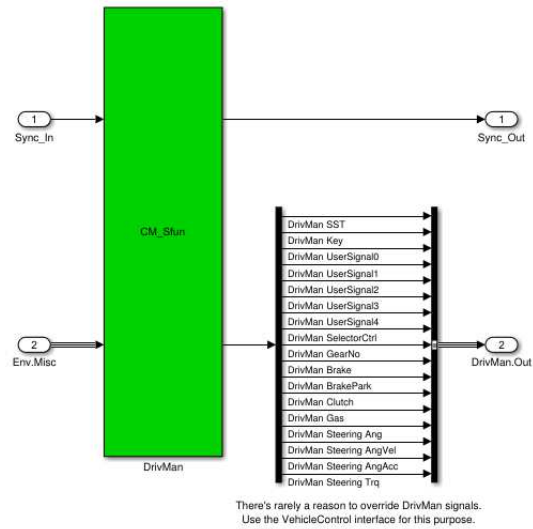 1
Sync_In
CM_Sfun
1
Sync_Out
DrivMan SST
DrivMan Key
DrivMan UserSignal0
DrivMan UserSignal1
DrivMan UserSignal2
DrivMan UserSignal3
DrivMan UserSignal4
DrivMan SelectorCtrl
DrivMan GearNo
DrivMan Brake
DrivMan BrakePark
DrivMan Clutch
DrivMan Gas
DrivMan Steering Ang
DrivMan Steering AngVel
DrivMan Steering AngAcc
DrivMan Steering Trq
2
Env.Misc
2
DrivMan.Out
DrivMan
There's rarely a reason to override DrivMan signals.
Use the VehicleControl interface for this purpose.